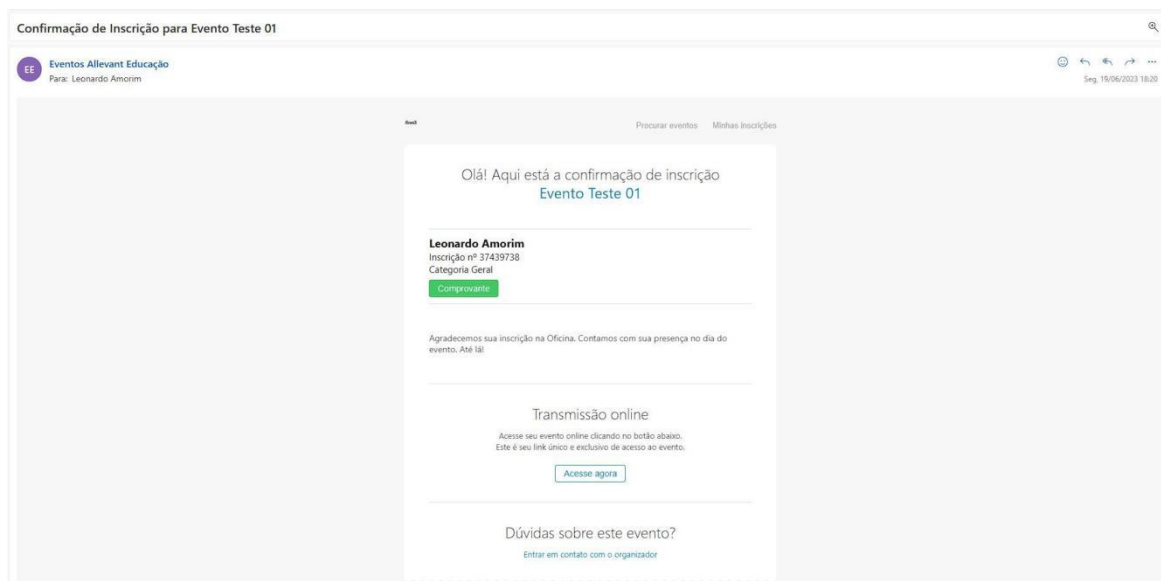 Confirmação de Inscrição para Evento Teste 01
EE
Eventos Allevant Educação
Para: Leonardo Amorim
Seg, 19/06/2023 18:20
Procurar eventos Minhas inscrições
Olá! Aqui está a confirmação de inscrição
Evento Teste 01
Leonardo Amorim
Inscrição nº 37439738
Categoria Geral
Comprovante
Agradecemos sua inscrição na Oficina. Contamos com sua presença no dia do
evento. Até lá!
Transmissão online
Acesse seu evento online clicando no botão abaixo.
Este é seu link único e exclusivo de acesso ao evento.
Acesse agora
Dúvidas sobre este evento?
Entrar em contato com o organizador